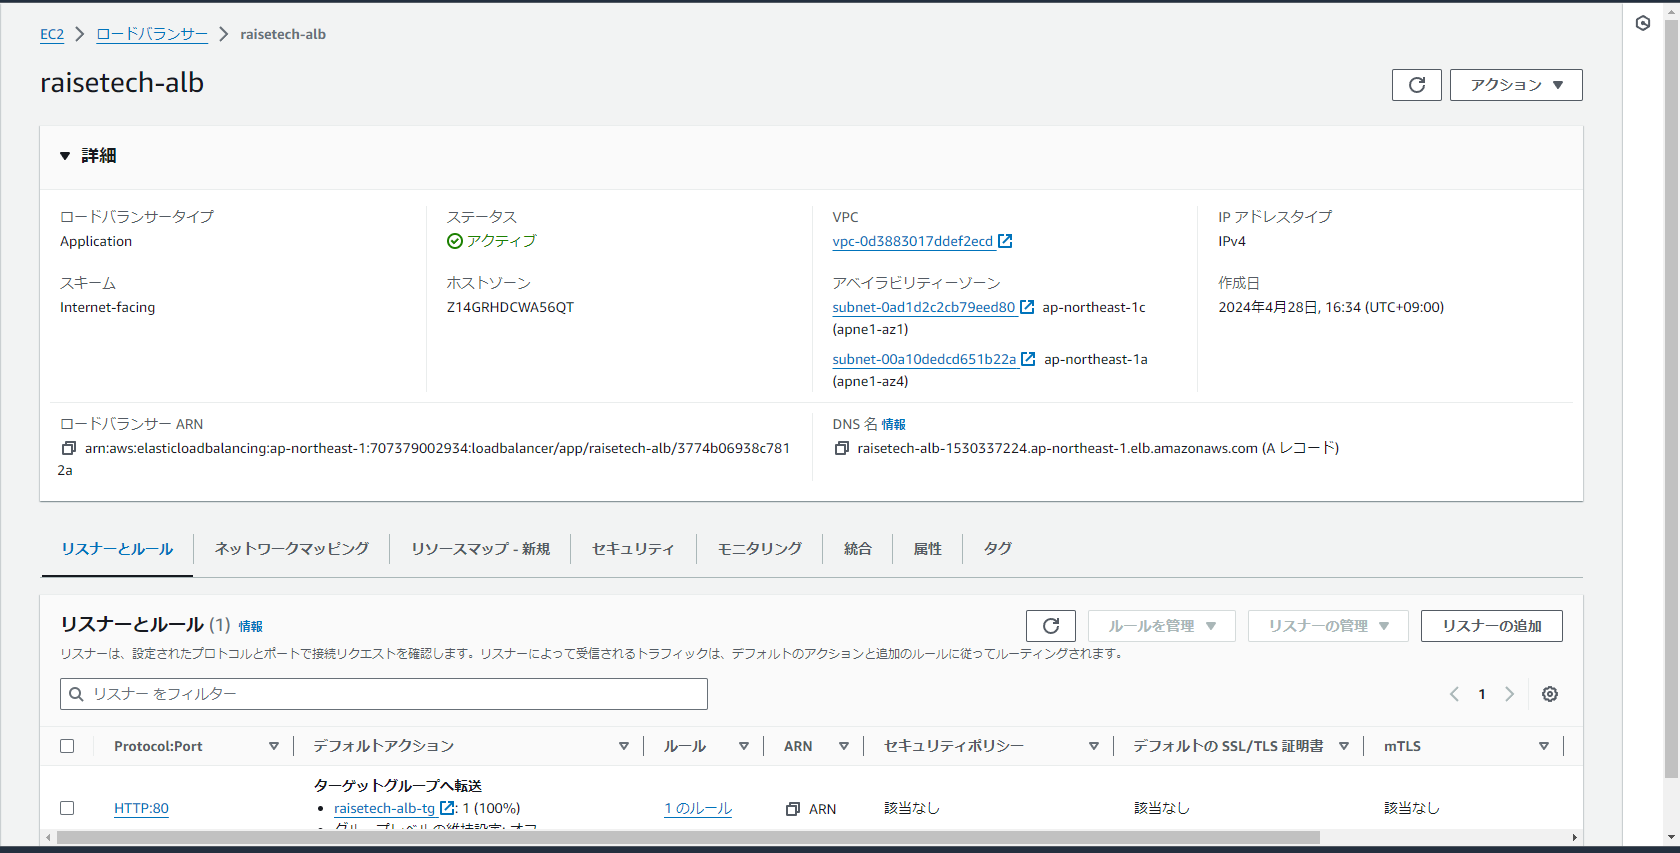 EC2 > ロードバランサー > raisetech-alb
raisetech-alb
アクション
詳細
ロードバランサータイプ
Application
ステータス
アクティブ
VPC
vpc-0d3883017ddef2ecd
IP アドレスタイプ
IPv4
スキーム
Internet-facing
ホストゾーン
Z14GRHDCWA56QT
アベイラビリティーゾーン
subnet-0ad1d2c2cb79eed80 ap-northeast-1c
(apne1-az1)
subnet-00a10dedcd651b22a ap-northeast-1a
(apne1-az4)
作成日
2024年4月28日, 16:34 (UTC+09:00)
ロードバランサー ARN
arn:aws:elasticloadbalancing:ap-northeast-1:707379002934:loadbalancer/app/raisetech-alb/3774b06938c781
2a
DNS 名 情報
raisetech-alb-1530337224.ap-northeast-1.elb.amazonaws.com (A レコード)
リスナーとルール ネットワークマッピング リソースマップ - 新規 セキュリティ モニタリング 統合 属性 タグ
リスナーとルール (1) 情報
ルールを管理 リスナーの管理 リスナーの追加
リスナーは、設定されたプロトコルとポートで接続リクエストを確認します。リスナーによって受信されるトラフィックは、デフォルトのアクションと追加のルールに従ってルーティングされます。
リスナー をフィルター
1
Protocol:Port デフォルトアクション ルール ARN セキュリティポリシー デフォルトの SSL/TLS 証明書 mTLS
ターゲットグループへ転送
HTTP:80 • raisetech-alb-tg : 1 (100%) 1 のルール ARN 該当なし 該当なし 該当なし
• グループレベルの維持設定: オフ